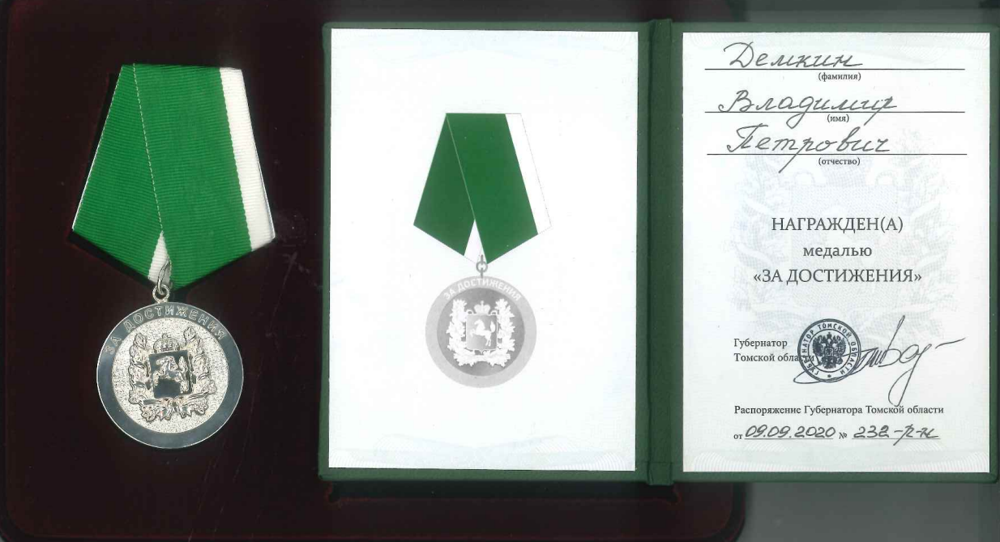 ЗА ДОСТИЖЕНИЯ
ЗА ДОСТИЖЕНИЯ
Демкин
(фамилия)
Владимир
(имя)
Петрович
(отчество)
НАГРАЖДЕН(А)
медалью
«ЗА ДОСТИЖЕНИЯ»
Губернатор
Томской области
ГУБЕРНАТОР ТОМСКОЙ ОБЛАСТИ
Распоряжение Губернатора Томской области
от 09.09.2020 № 232-р-н